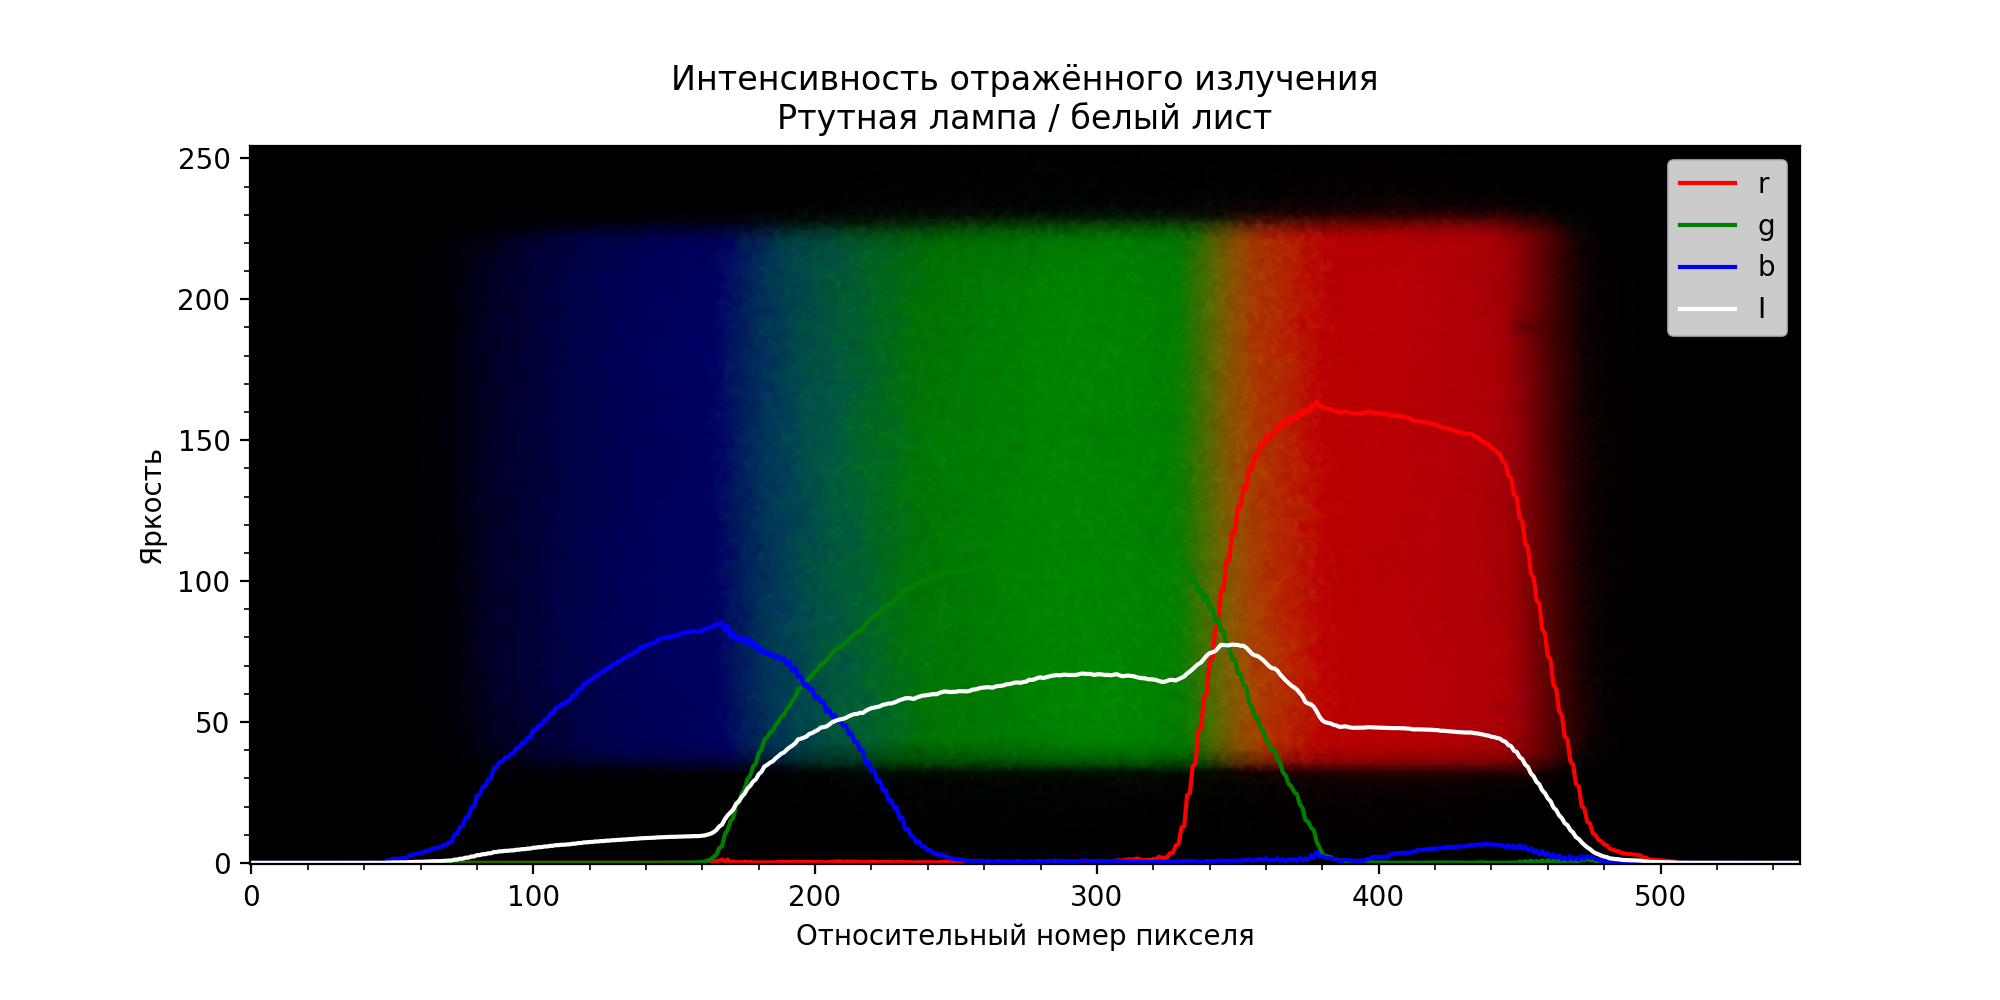 Интенсивность отражённого излучения
Ртутная лампа / белый лист
250
200
150
100
50
0
Яркость
r
g
b
l
0 100 200 300 400 500
Относительный номер пикселя